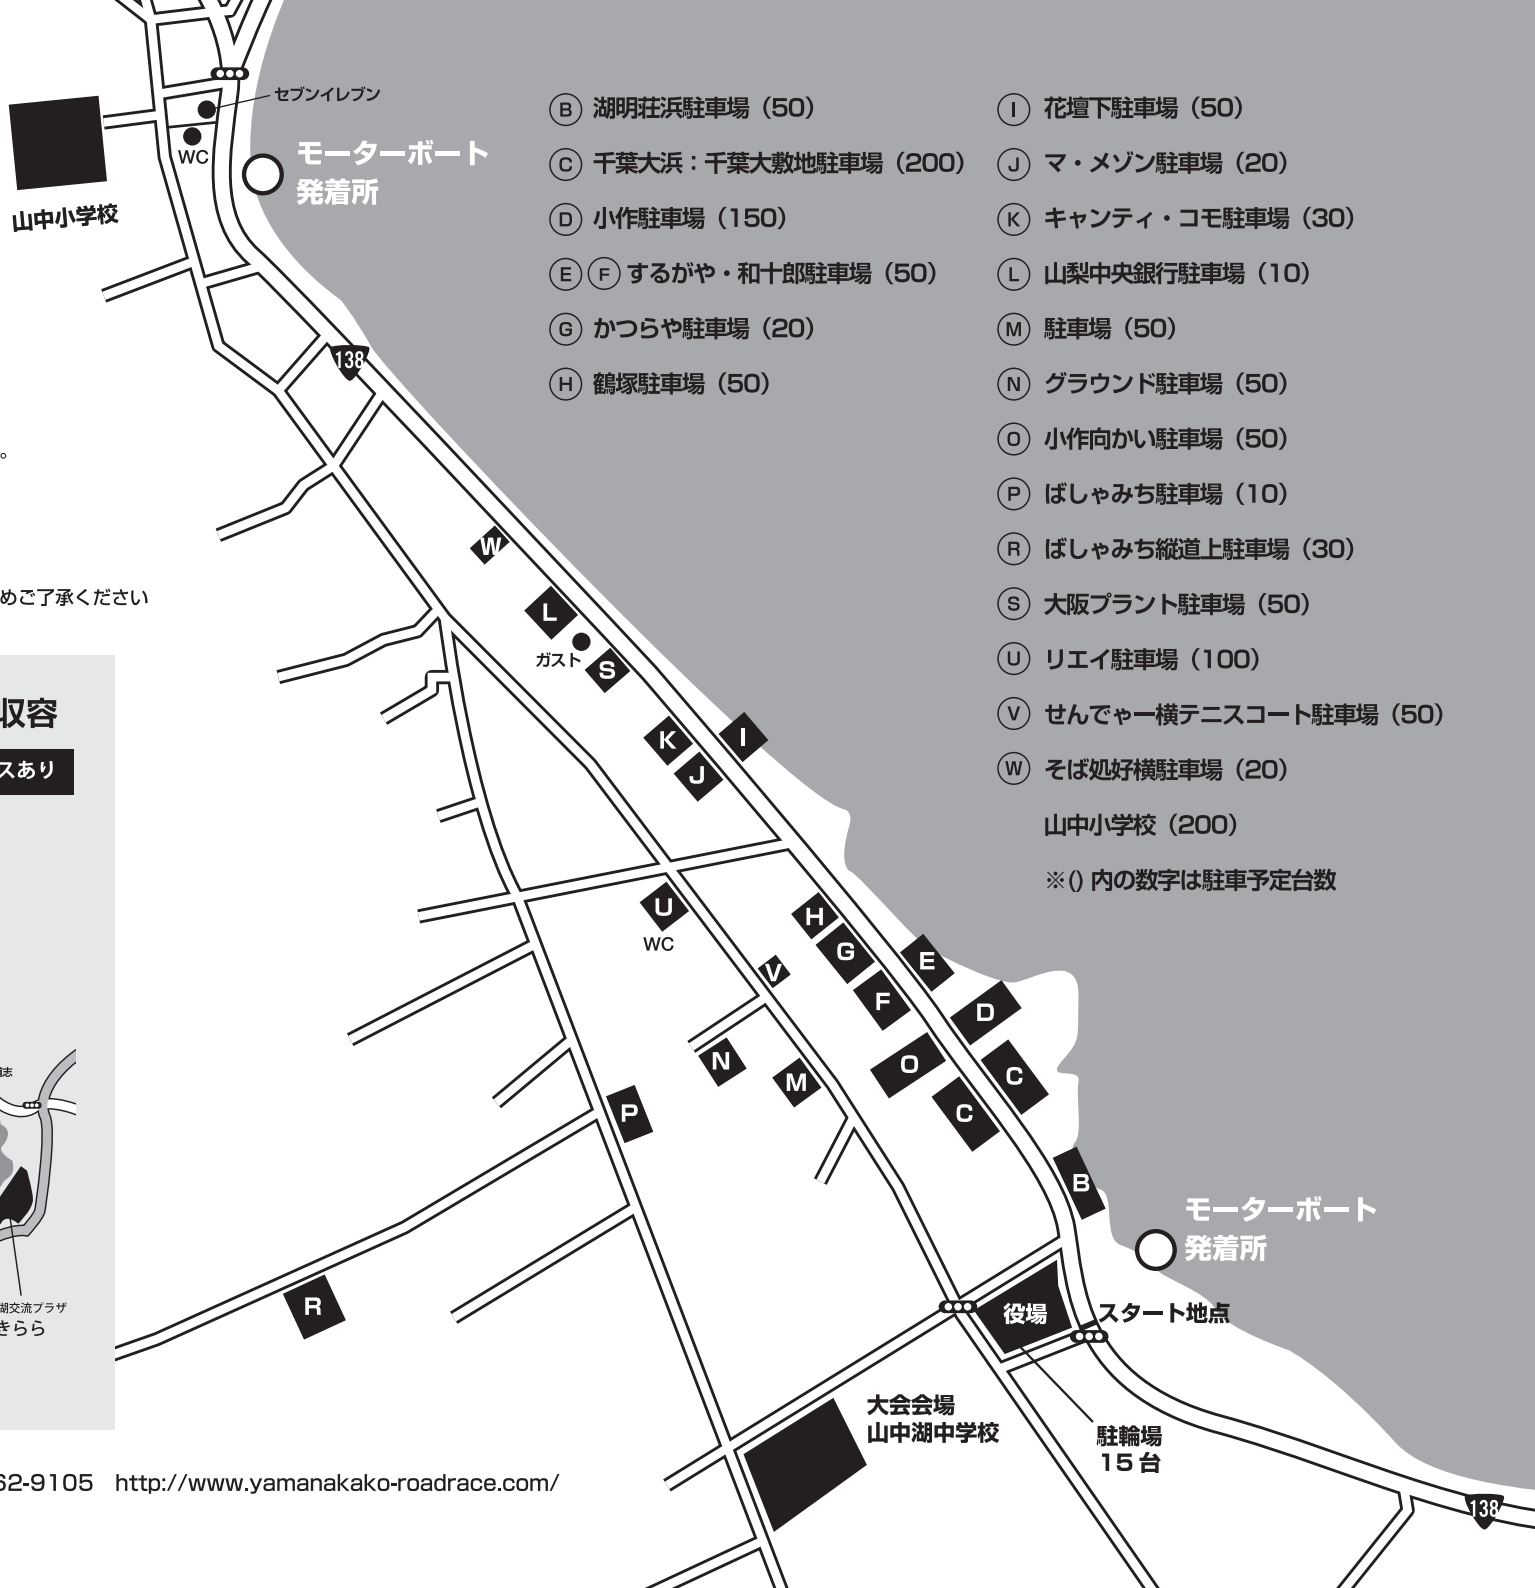 セブンイレブン
WC
モーターボート
発着所
山中小学校
138
Ⓑ 湖明荘浜駐車場（50）
Ⓒ 千葉大浜：千葉大敷地駐車場（200）
Ⓓ 小作駐車場（150）
ⒺⒻ するがや・和十郎駐車場（50）
Ⓖ かつらや駐車場（20）
Ⓗ 鶴塚駐車場（50）
Ⓘ 花壇下駐車場（50）
Ⓙ マ・メゾン駐車場（20）
Ⓚ キャンティ・コモ駐車場（30）
Ⓛ 山梨中央銀行駐車場（10）
Ⓜ 駐車場（50）
Ⓝ グラウンド駐車場（50）
Ⓞ 小作向かい駐車場（50）
Ⓟ ばしゃみち駐車場（10）
Ⓡ ばしゃみち縦道上駐車場（30）
Ⓢ 大阪プラント駐車場（50）
Ⓤ リエイ駐車場（100）
Ⓥ せんでゃー横テニスコート駐車場（50）
Ⓦ そば処好横駐車場（20）
山中小学校（200）
※() 内の数字は駐車予定台数
。
めご了承ください
収容
スあり
志
湖交流プラザ
きらら
W
L
ガスト
S
K
I
J
U
WC
H
G
E
V
F
D
N
O
C
M
C
P
B
R
モーターボート
発着所
役場
スタート地点
大会会場
山中湖中学校
駐輪場
15 台
138
62-9105 http://www.yamanakako-roadrace.com/